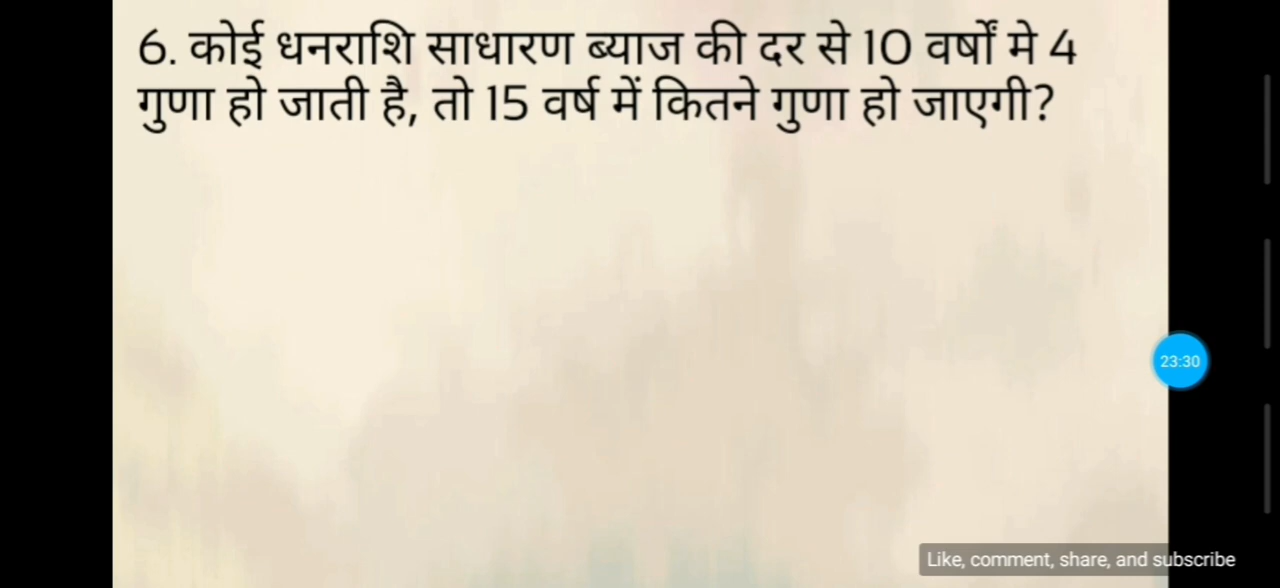 6. कोई धनराशि साधारण ब्याज की दर से 10 वर्षों मे 4
गुणा हो जाती है, तो 15 वर्ष में कितने गुणा हो जाएगी?
23:30
Like, comment, share, and subscribe